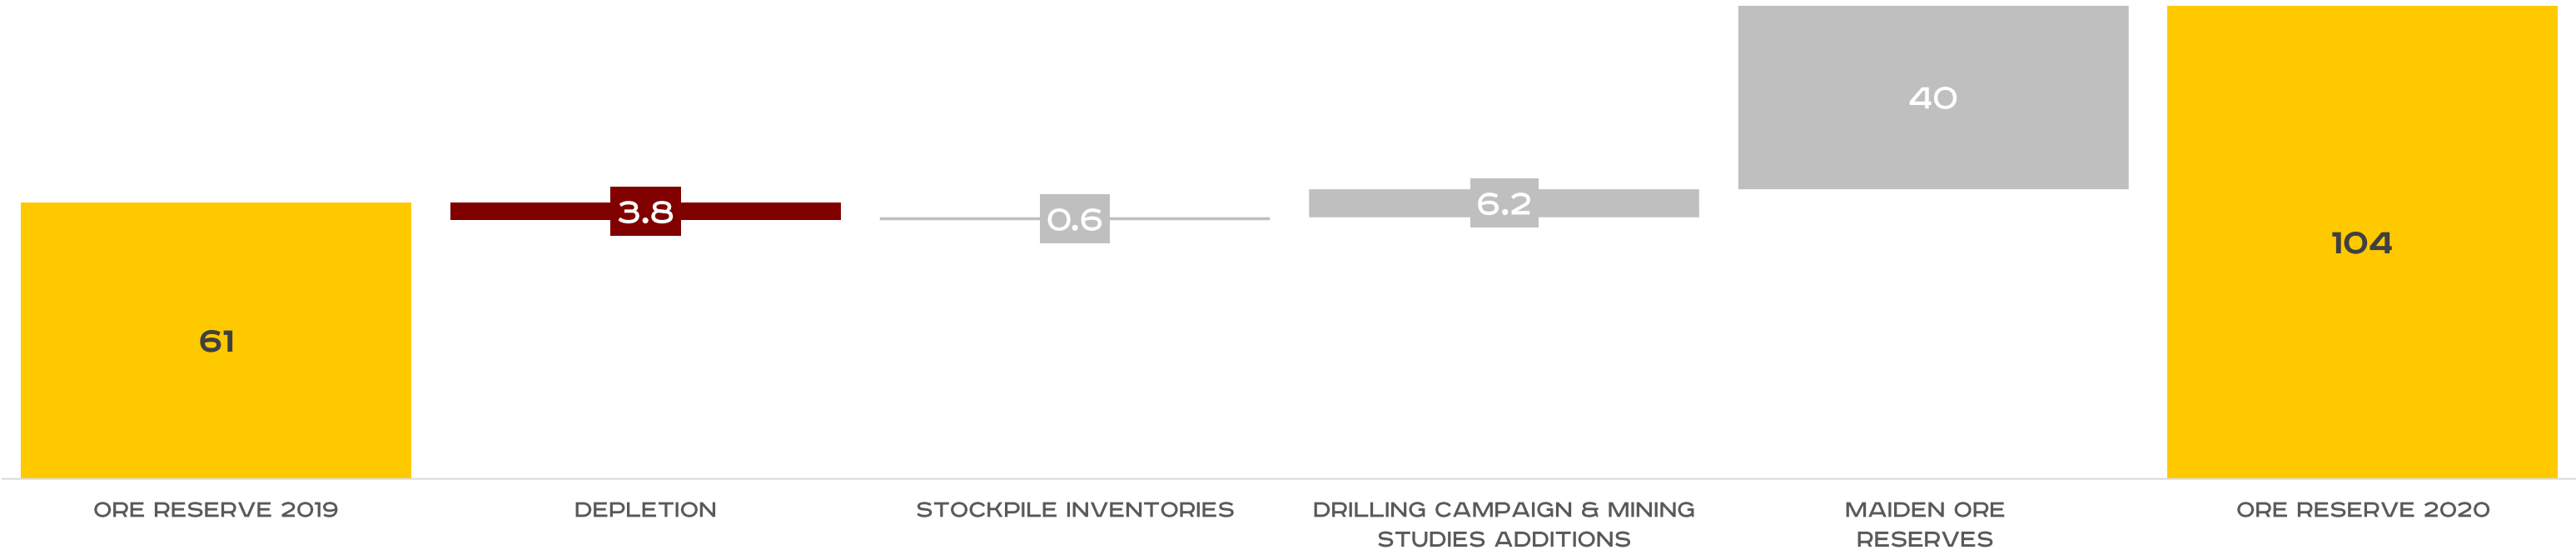 61
3.8
0.6
6.2
40
104
ORE RESERVE 2019
DEPLETION
STOCKPILE INVENTORIES
DRILLING CAMPAIGN & MINING
STUDIES ADDITIONS
MAIDEN ORE
RESERVES
ORE RESERVE 2020